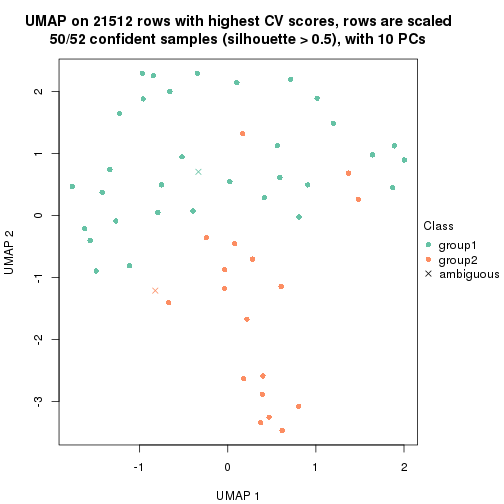 UMAP on 21512 rows with highest CV scores, rows are scaled
50/52 confident samples (silhouette > 0.5), with 10 PCs
2
1
0
-1
-2
-3
UMAP 2
-1
0
1
2
UMAP 1
Class
group1
group2
ambiguous